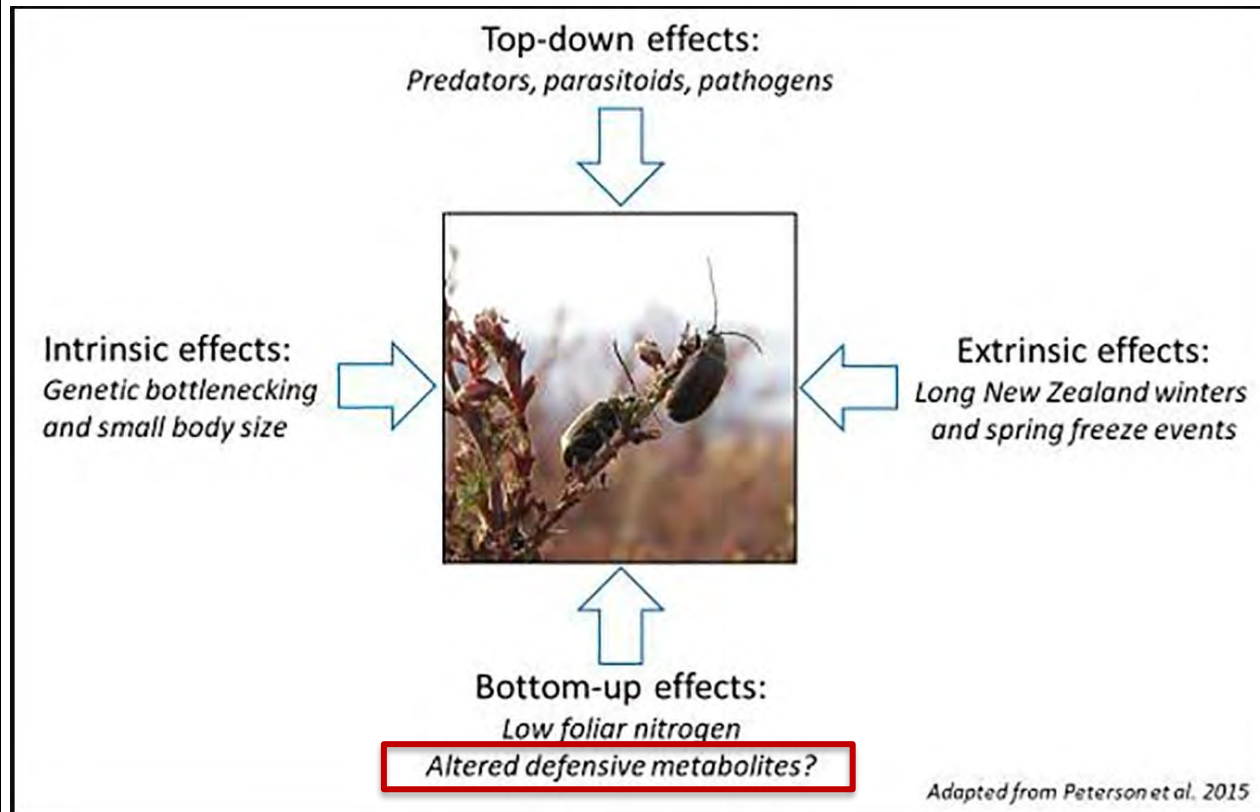 Top-down effects:
Predators, parasitoids, pathogens
Intrinsic effects:
Genetic bottlenecking
and small body size
Extrinsic effects:
Long New Zealand winters
and spring freeze events
Bottom-up effects:
Low foliar nitrogen
Altered defensive metabolites?
Adapted from Peterson et al. 2015